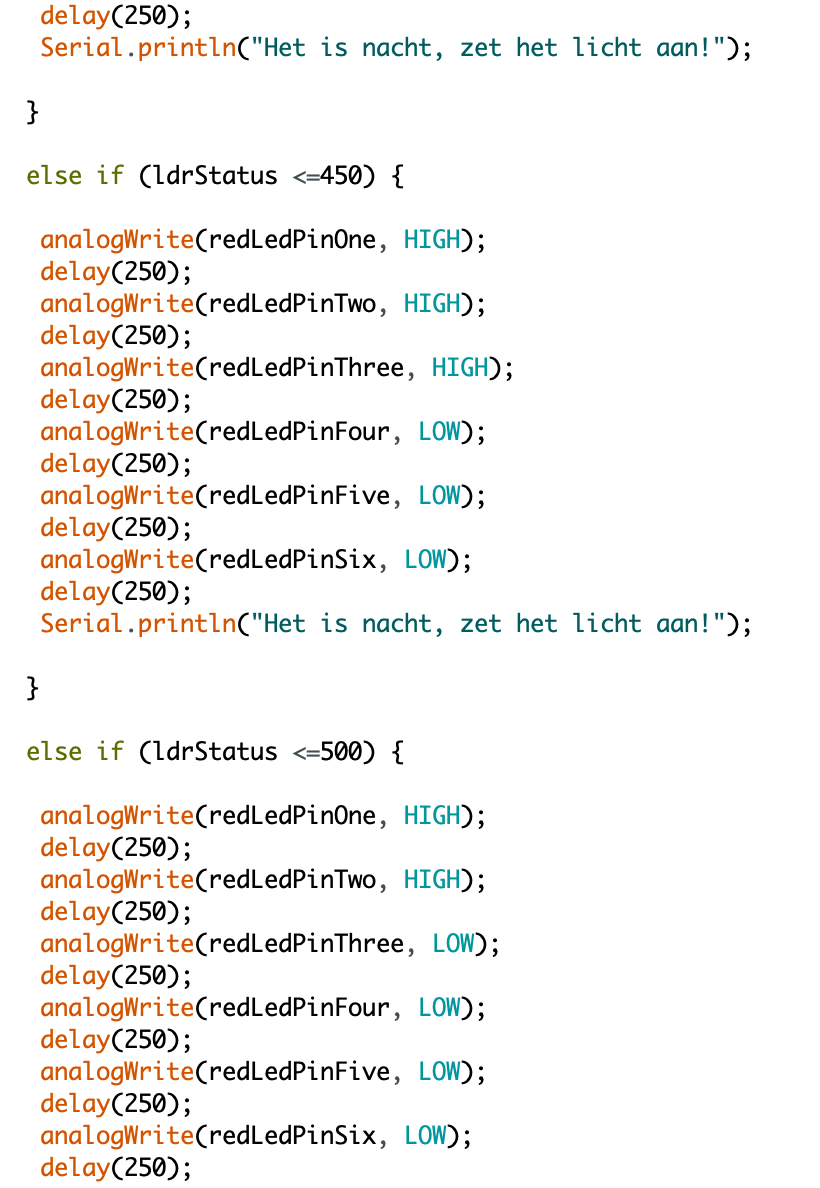 delay(250);
Serial.println("Het is nacht, zet het licht aan!");
}
else if (ldrStatus <=450) {
analogWrite(redLedPinOne, HIGH);
delay(250);
analogWrite(redLedPinTwo, HIGH);
delay(250);
analogWrite(redLedPinThree, HIGH);
delay(250);
analogWrite(redLedPinFour, LOW);
delay(250);
analogWrite(redLedPinFive, LOW);
delay(250);
analogWrite(redLedPinSix, LOW);
delay(250);
Serial.println("Het is nacht, zet het licht aan!");
}
else if (ldrStatus <=500) {
analogWrite(redLedPinOne, HIGH);
delay(250);
analogWrite(redLedPinTwo, HIGH);
delay(250);
analogWrite(redLedPinThree, LOW);
delay(250);
analogWrite(redLedPinFour, LOW);
delay(250);
analogWrite(redLedPinFive, LOW);
delay(250);
analogWrite(redLedPinSix, LOW);
delay(250);